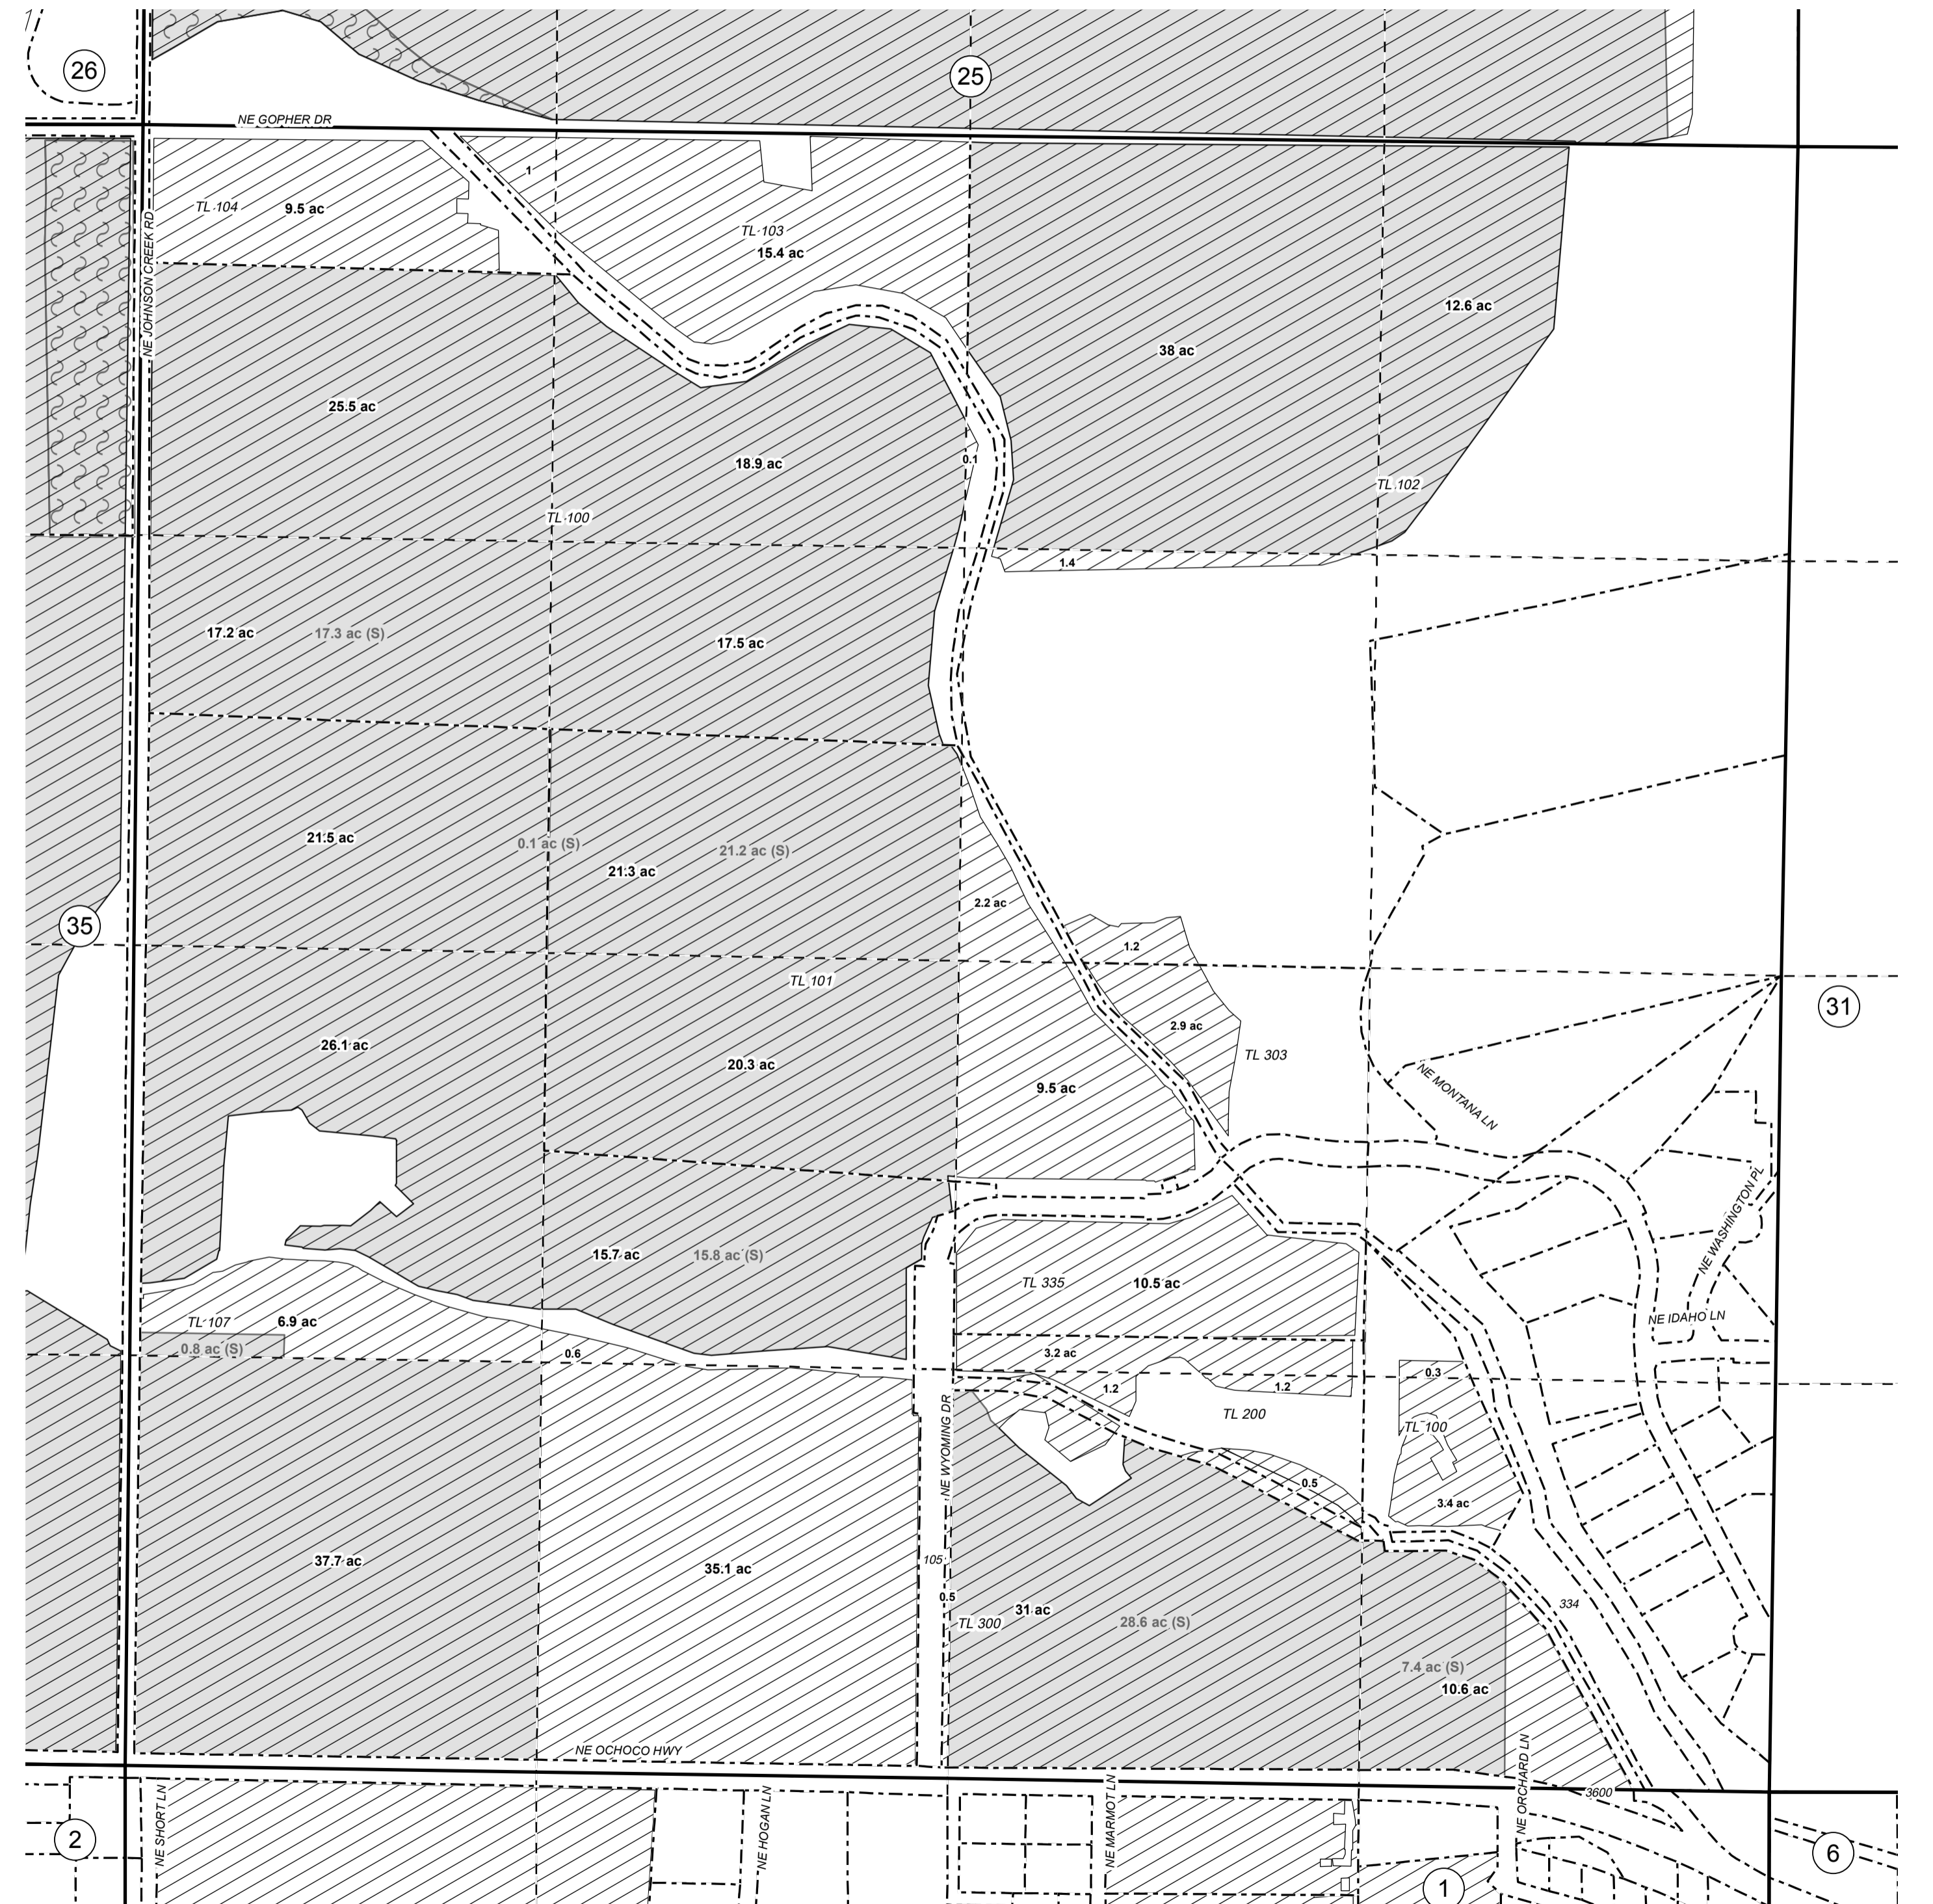 26
25
NE GOPHER DR
1
TL 104
9.5 ac
TL 103
15.4 ac
NE JOHNSON CREEK RD
12.6 ac
38 ac
25.5 ac
18.9 ac
0.1
TL 102
TL 100
1.4
17.2 ac
17.3 ac (S)
17.5 ac
21.5 ac
0.1 ac (S)
21.2 ac (S)
21.3 ac
2.2 ac
35
1.2
TL 101
31
2.9 ac
26.1 ac
TL 303
20.3 ac
9.5 ac
NE MONTANA LN
NE WASHINGTON PL
15.7 ac
15.8 ac (S)
TL 335
10.5 ac
TL 107
6.9 ac
NE IDAHO LN
0.8 ac (S)
0.6
3.2 ac
0.3
1.2
1.2
TL 200
TL 100
NE WYOMING DR
0.5
3.4 ac
37.7 ac
35.1 ac
105
0.5
31 ac
TL 300
28.6 ac (S)
334
7.4 ac (S)
10.6 ac
NE OCHOCO HWY
3600
NE SHORT LN
NE HOGAN LN
NE MARMOT LN
NE ORCHARD LN
2
6
1